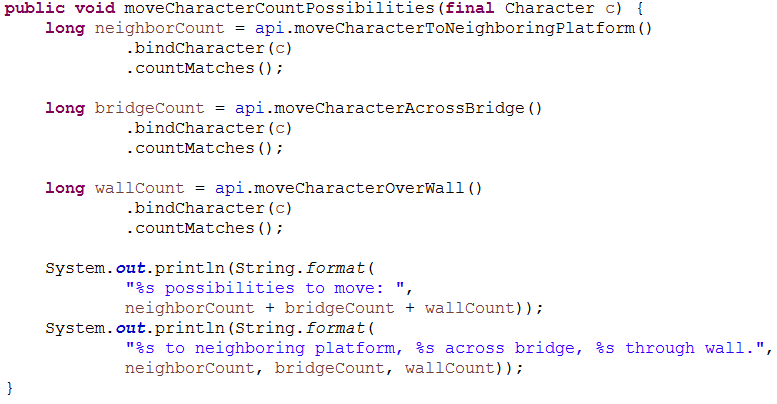 public void moveCharacterCountPossibilities(final Character c) {
    long neighborCount = api.moveCharacterToNeighboringPlatform()
            .bindCharacter(c)
            .countMatches();

    long bridgeCount = api.moveCharacterAcrossBridge()
            .bindCharacter(c)
            .countMatches();

    long wallCount = api.moveCharacterOverWall()
            .bindCharacter(c)
            .countMatches();

    System.out.println(String.format(
            "%s possibilities to move: ",
            neighborCount + bridgeCount + wallCount));
    System.out.println(String.format(
            "%s to neighboring platform, %s across bridge, %s through wall.",
            neighborCount, bridgeCount, wallCount));
}